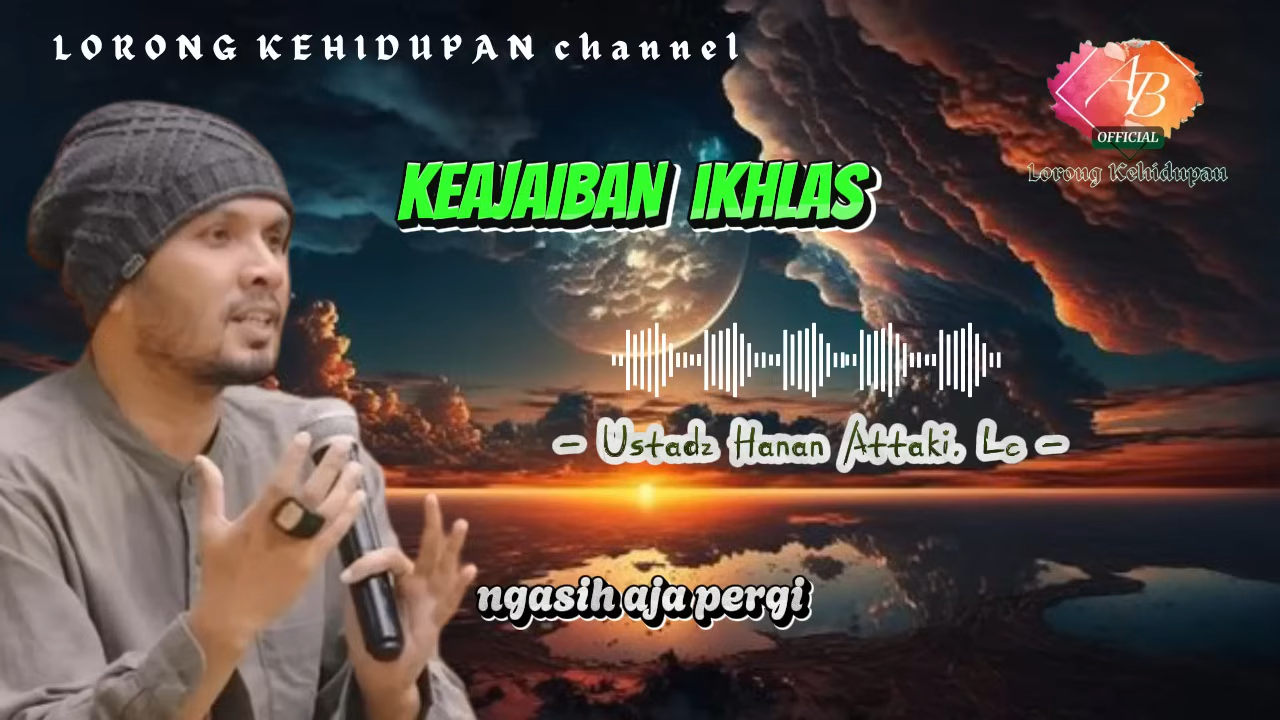 LORONG KEHIDUPAN channel
AB
OFFICIAL
Lorong Kehidupan
KEAJAIBAN IKHLAS
- Ustadz Hanan Attaki. Lc -
ngasih aja pergi